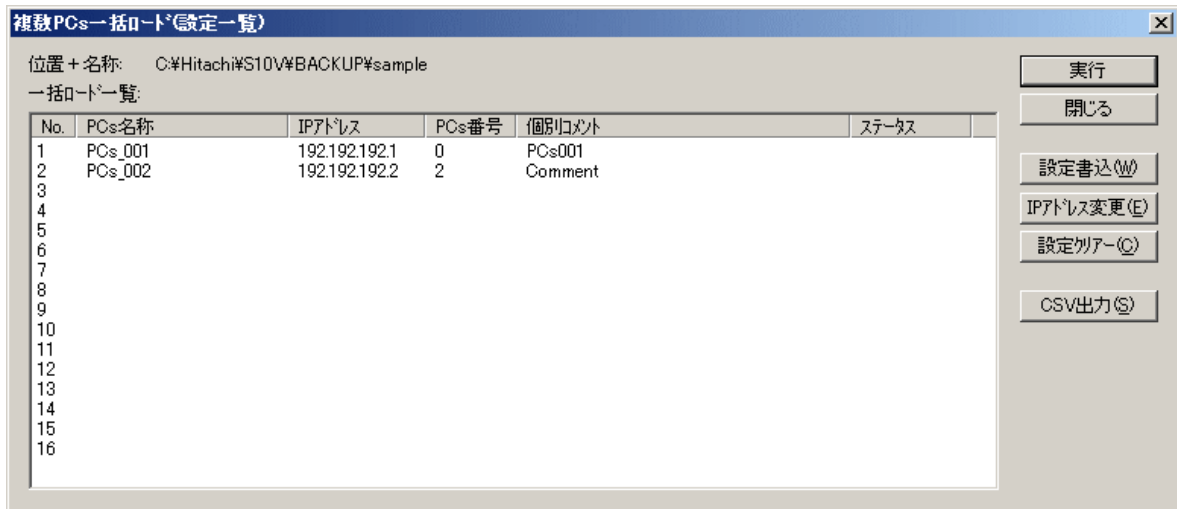 複数PCs一括ﾛｰﾄﾞ(設定一覧)
位置+名称: C:¥Hitachi¥S10V¥BACKUP¥sample
一括ﾛｰﾄﾞ一覧:
No. PCs名称 IPｱﾄﾞﾚｽ PCs番号 個別ｺﾒﾝﾄ ｽﾃｰﾀｽ
1 PCs_001 192.192.192.1 0 PCs001
2 PCs_002 192.192.192.2 2 Comment
3
4
5
6
7
8
9
10
11
12
13
14
15
16
実行
閉じる
設定書込(W)
IPｱﾄﾞﾚｽ変更(E)
設定ｸﾘｱｰ(C)
CSV出力(S)